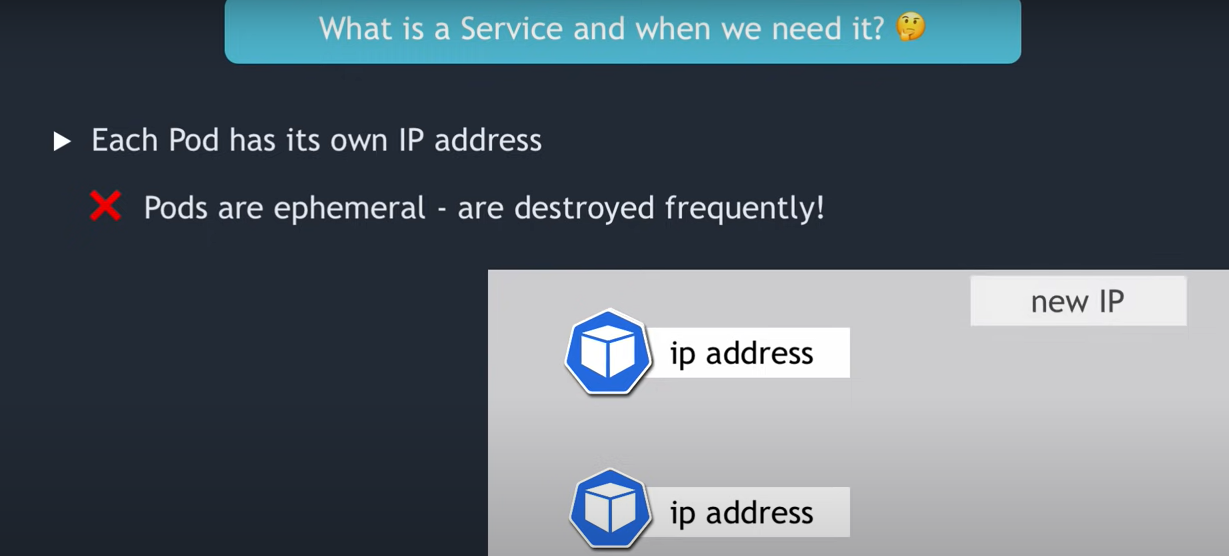 What is a Service and when we need it? 🤔
▶ Each Pod has its own IP address
❌ Pods are ephemeral - are destroyed frequently!
new IP
ip address
ip address